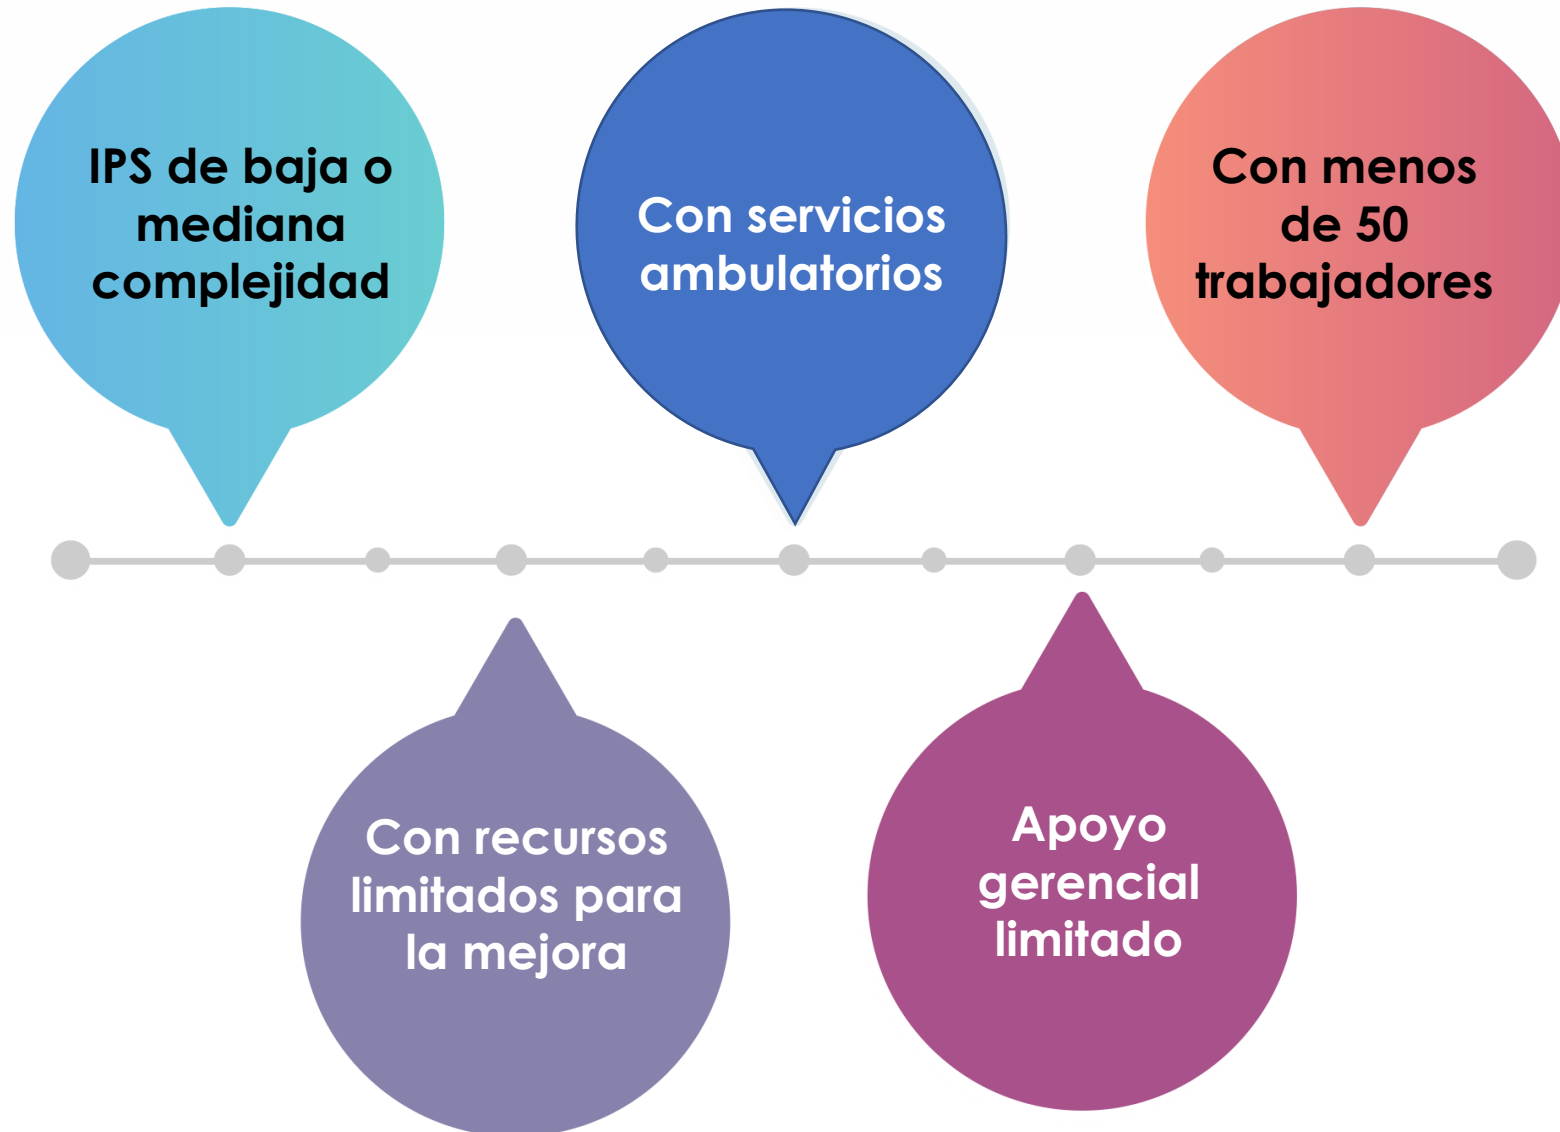 IPS de baja o
mediana
complejidad
Con servicios
ambulatorios
Con menos
de 50
trabajadores
Con recursos
limitados para
la mejora
Apoyo
gerencial
limitado